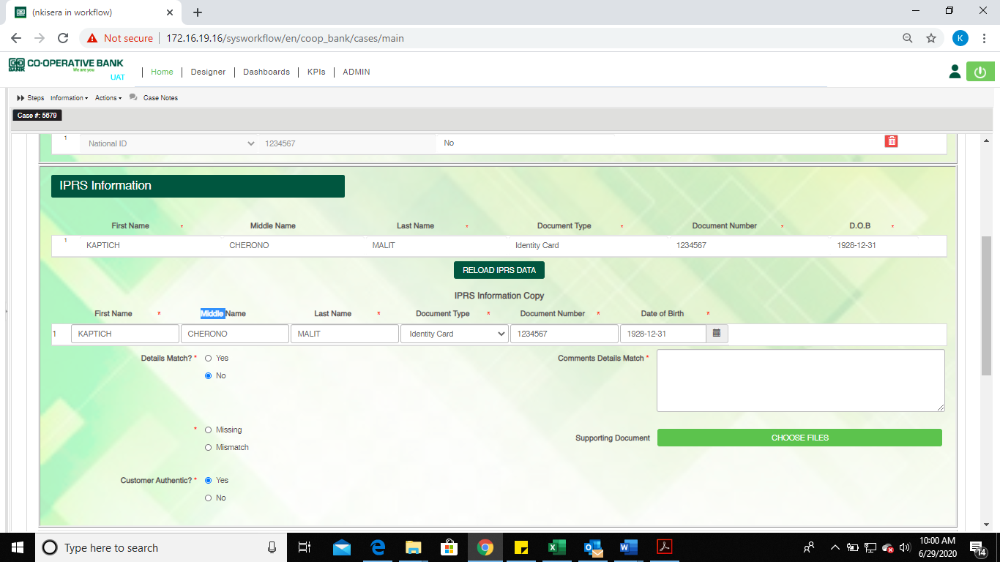 (nkisera in workflow)
Not secure 172.16.19.16/sysworkflow/en/coop_bank/cases/main
K
CO-OPERATIVE BANK
We are you
BANK
UAT
Home Designer Dashboards KPIs ADMIN
Steps Information Actions Case Notes
Case #: 5679
1 National ID 1234567 No
IPRS Information
First Name * Middle Name Last Name * Document Type * Document Number * D.O.B *
1 KAPTICH CHERONO MALIT Identity Card 1234567 1928-12-31
RELOAD IPRS DATA
IPRS Information Copy
First Name * Middle Name Last Name * Document Type * Document Number * Date of Birth *
1 KAPTICH CHERONO MALIT Identity Card 1234567 1928-12-31
Details Match? * Yes Comments Details Match *
No
* Missing
Supporting Document CHOOSE FILES
Mismatch
Customer Authentic? * Yes
No
Type here to search
10:00 AM
6/29/2020
14